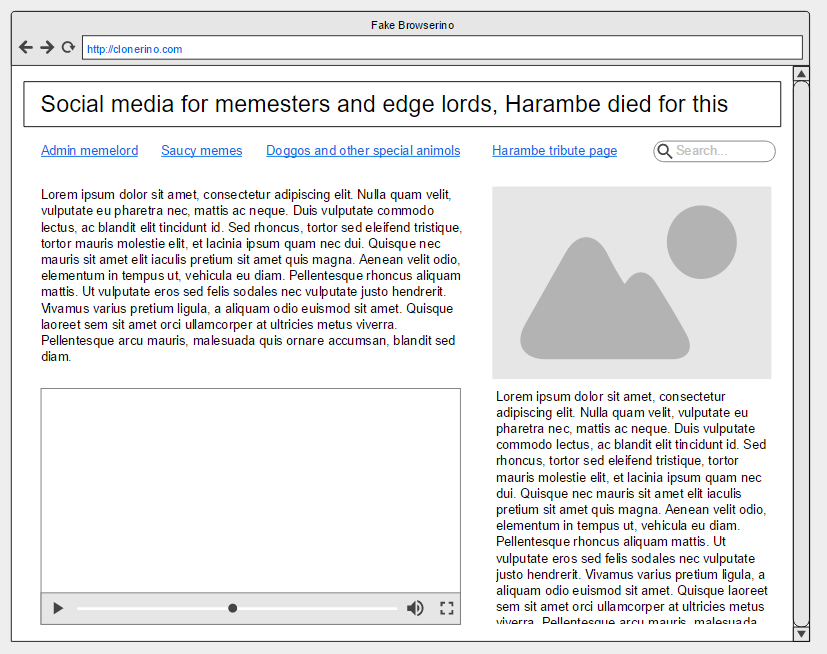 Fake Browserino
http://clonerino.com
Social media for memesters and edge lords, Harambe died for this
Admin memelord Saucy memes Doggos and other special animols Harambe tribute page Search...
Lorem ipsum dolor sit amet, consectetur adipiscing elit. Nulla quam velit,
vulputate eu pharetra nec, mattis ac neque. Duis vulputate commodo
lectus, ac blandit elit tincidunt id. Sed rhoncus, tortor sed eleifend tristique,
tortor mauris molestie elit, et lacinia ipsum quam nec dui. Quisque nec
mauris sit amet elit iaculis pretium sit amet quis magna. Aenean velit odio,
elementum in tempus ut, vehicula eu diam. Pellentesque rhoncus aliquam
mattis. Ut vulputate eros sed felis sodales nec vulputate justo hendrerit.
Vivamus varius pretium ligula, a aliquam odio euismod sit amet. Quisque
laoreet sem sit amet orci ullamcorper at ultricies metus viverra.
Pellentesque arcu mauris, malesuada quis ornare accumsan, blandit sed
diam.
Lorem ipsum dolor sit amet, consectetur
adipiscing elit. Nulla quam velit, vulputate eu
pharetra nec, mattis ac neque. Duis vulputate
commodo lectus, ac blandit elit tincidunt id. Sed
rhoncus, tortor sed eleifend tristique, tortor
mauris molestie elit, et lacinia ipsum quam nec
dui. Quisque nec mauris sit amet elit iaculis
pretium sit amet quis magna. Aenean velit odio,
elementum in tempus ut, vehicula eu diam.
Pellentesque rhoncus aliquam mattis. Ut
vulputate eros sed felis sodales nec vulputate
justo hendrerit. Vivamus varius pretium ligula, a
aliquam odio euismod sit amet. Quisque laoreet
sem sit amet orci ullamcorper at ultricies metus
viverra. Pellentesque arcu mauris, malesuada